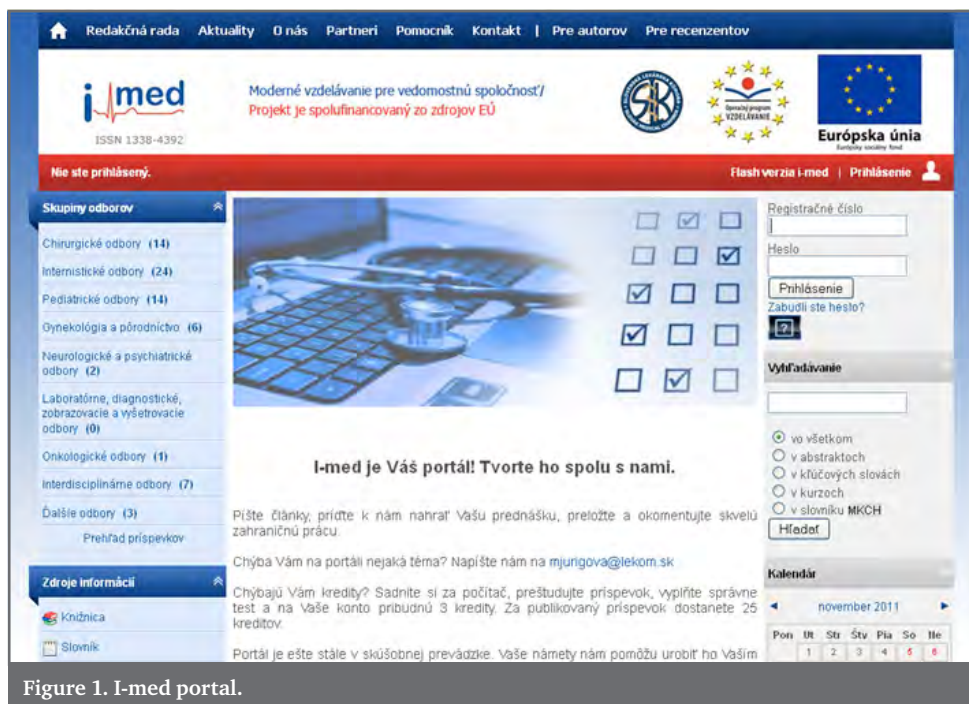 Redakčná rada Aktuality O nás Partneri Pomocník Kontakt | Pre autorov Pre recenzentov
i-med
ISSN 1338-4392
Moderné vzdelávanie pre vedomostnú spoločnosť/
Projekt je spolufinancovaný zo zdrojov EÚ
Operačný program
VZDELÁVANIE
Európska únia
Európsky sociálny fond
Nie ste prihlásený.
Flash verzia i-med | Prihlásenie
Skupiny odborov
Chirurgické odbory (14)
Internistické odbory (24)
Pediatrické odbory (14)
Gynekológia a pôrodníctvo (6)
Neurologické a psychiatrické
odbory (2)
Laboratórne, diagnostické,
zobrazovacie a vyšetrovacie
odbory (0)
Onkologické odbory (1)
Interdisciplinárne odbory (7)
Ďalšie odbory (3)
Prehľad príspevkov
Zdroje informácií
Knižnica
Slovník
I-med je Váš portál! Tvorte ho spolu s nami.
Píšte články, príďte k nám nahrať Vašu prednášku, preložte a okomentujte skvelú
zahraničnú prácu.
Chýba Vám na portáli nejaká téma? Napíšte nám na mjurigova@lekom.sk
Chýbajú Vám kredity? Sadnite si za počítač, preštudujte príspevok, vyplňte správne
test a na Vaše konto pribudnú 3 kredity. Za publikovaný príspevok dostanete 25
kreditov.
Portál je ešte stále v skúšobnej prevádzke. Vaše námety nám pomôžu urobiť ho Vaším
Registračné číslo
Heslo
Prihlásenie
Zabudli ste heslo?
Vyhľadávanie
vo všetkom
v abstraktoch
v kľúčových slovách
v kurzoch
v slovníku MKCH
Hľadať
Kalendár
november 2011
Pon Ut Str Štv Pia So Ne
1 2 3 4 5 6
Figure 1. I-med portal.